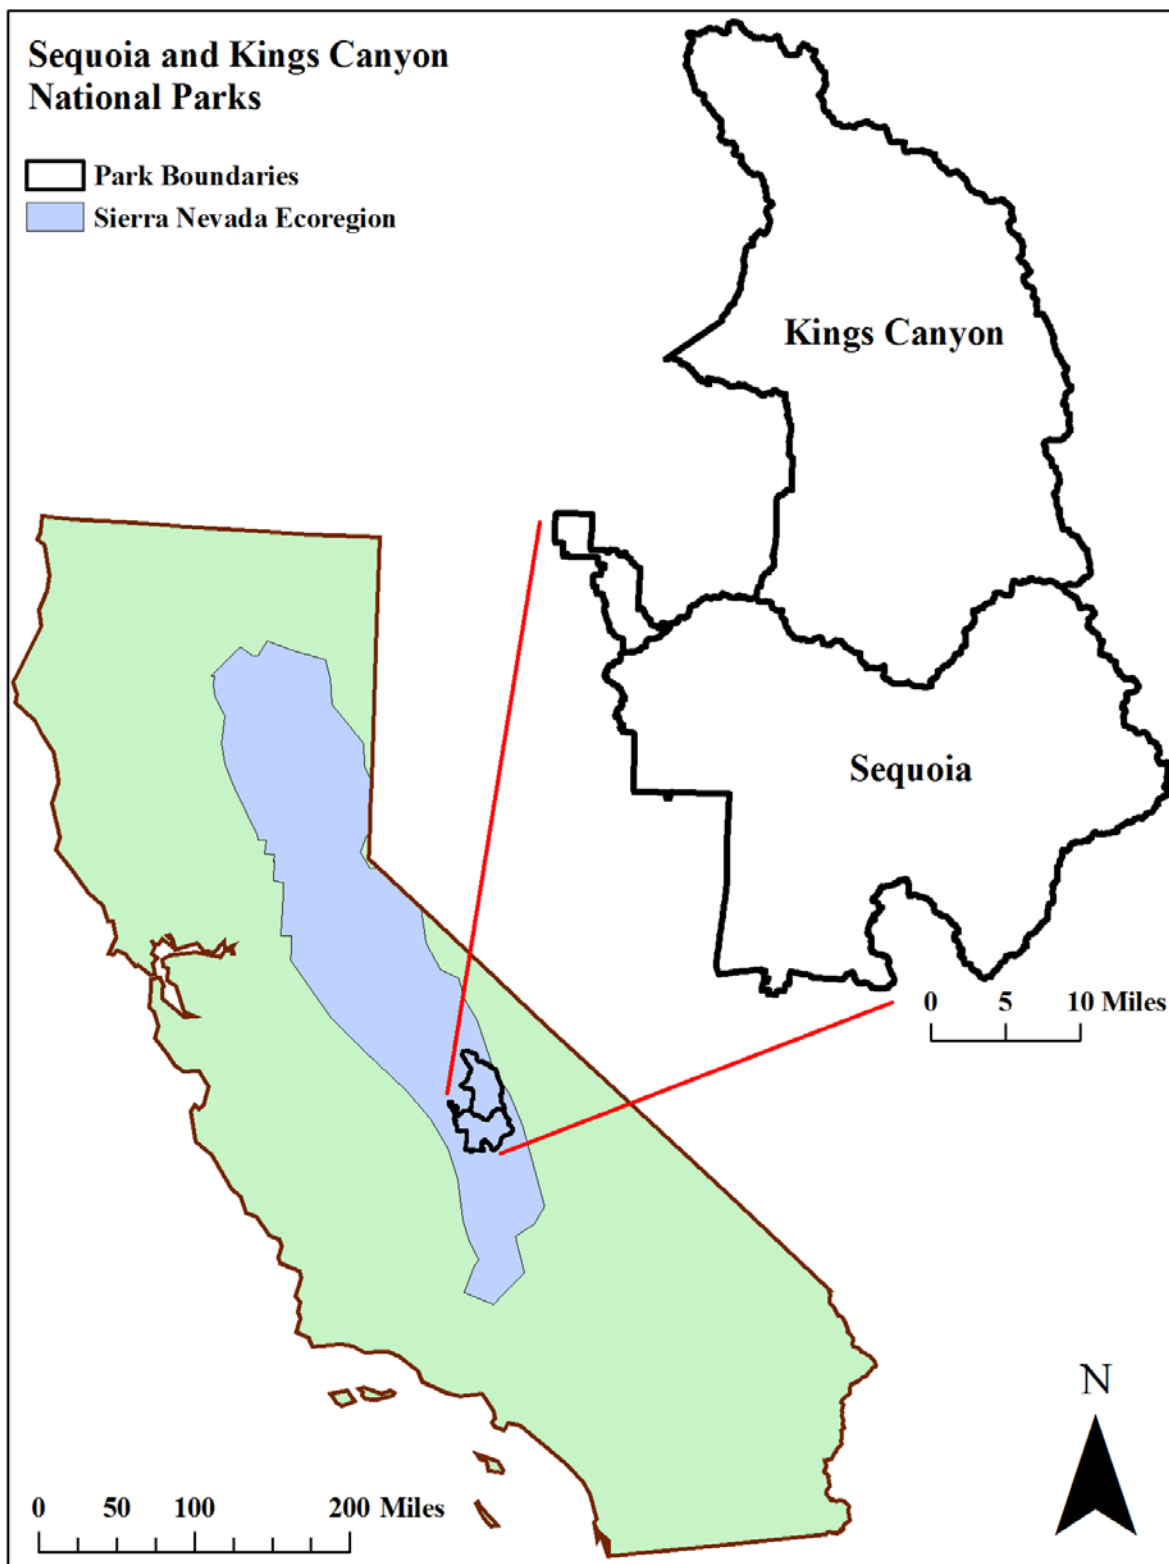 Sequoia and Kings Canyon
National Parks
Park Boundaries
Sierra Nevada Ecoregion
Kings Canyon
Sequoia
0 5 10 Miles
N
0 50 100 200 Miles